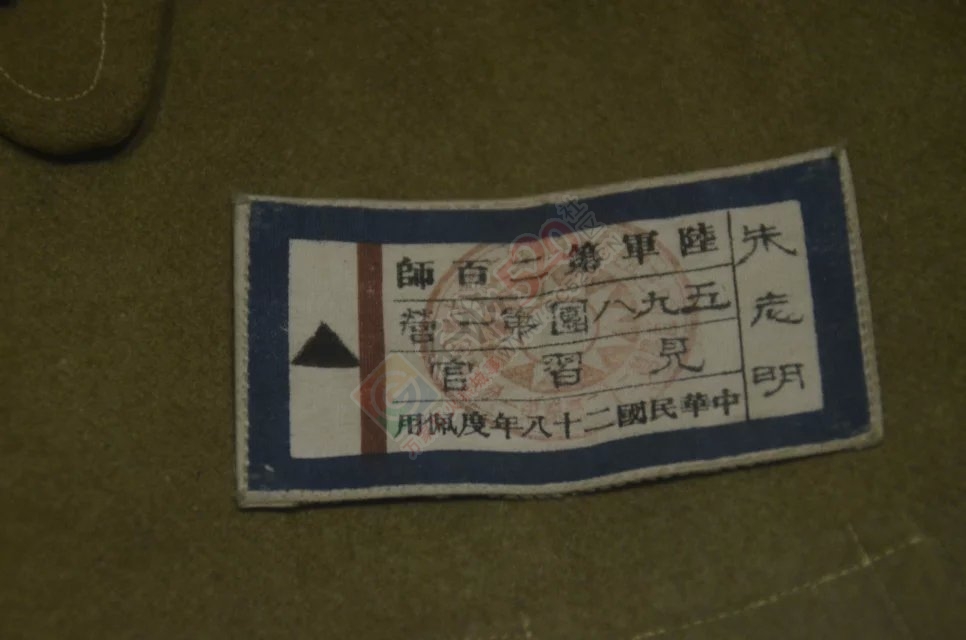 朱志明
陸軍第二百師
五九八團第一營
見習官
中華民國二十八年度佩用